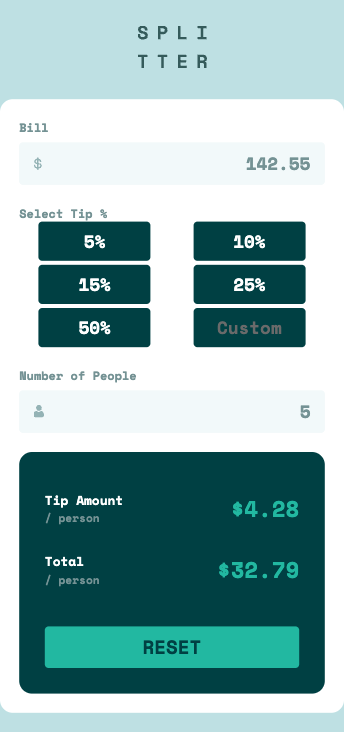 SPLI
TTER
Bill
$ 142.55
Select Tip %
5% 10%
15% 25%
50% Custom
Number of People
5
Tip Amount
/ person
$4.28
Total
/ person
$32.79
RESET